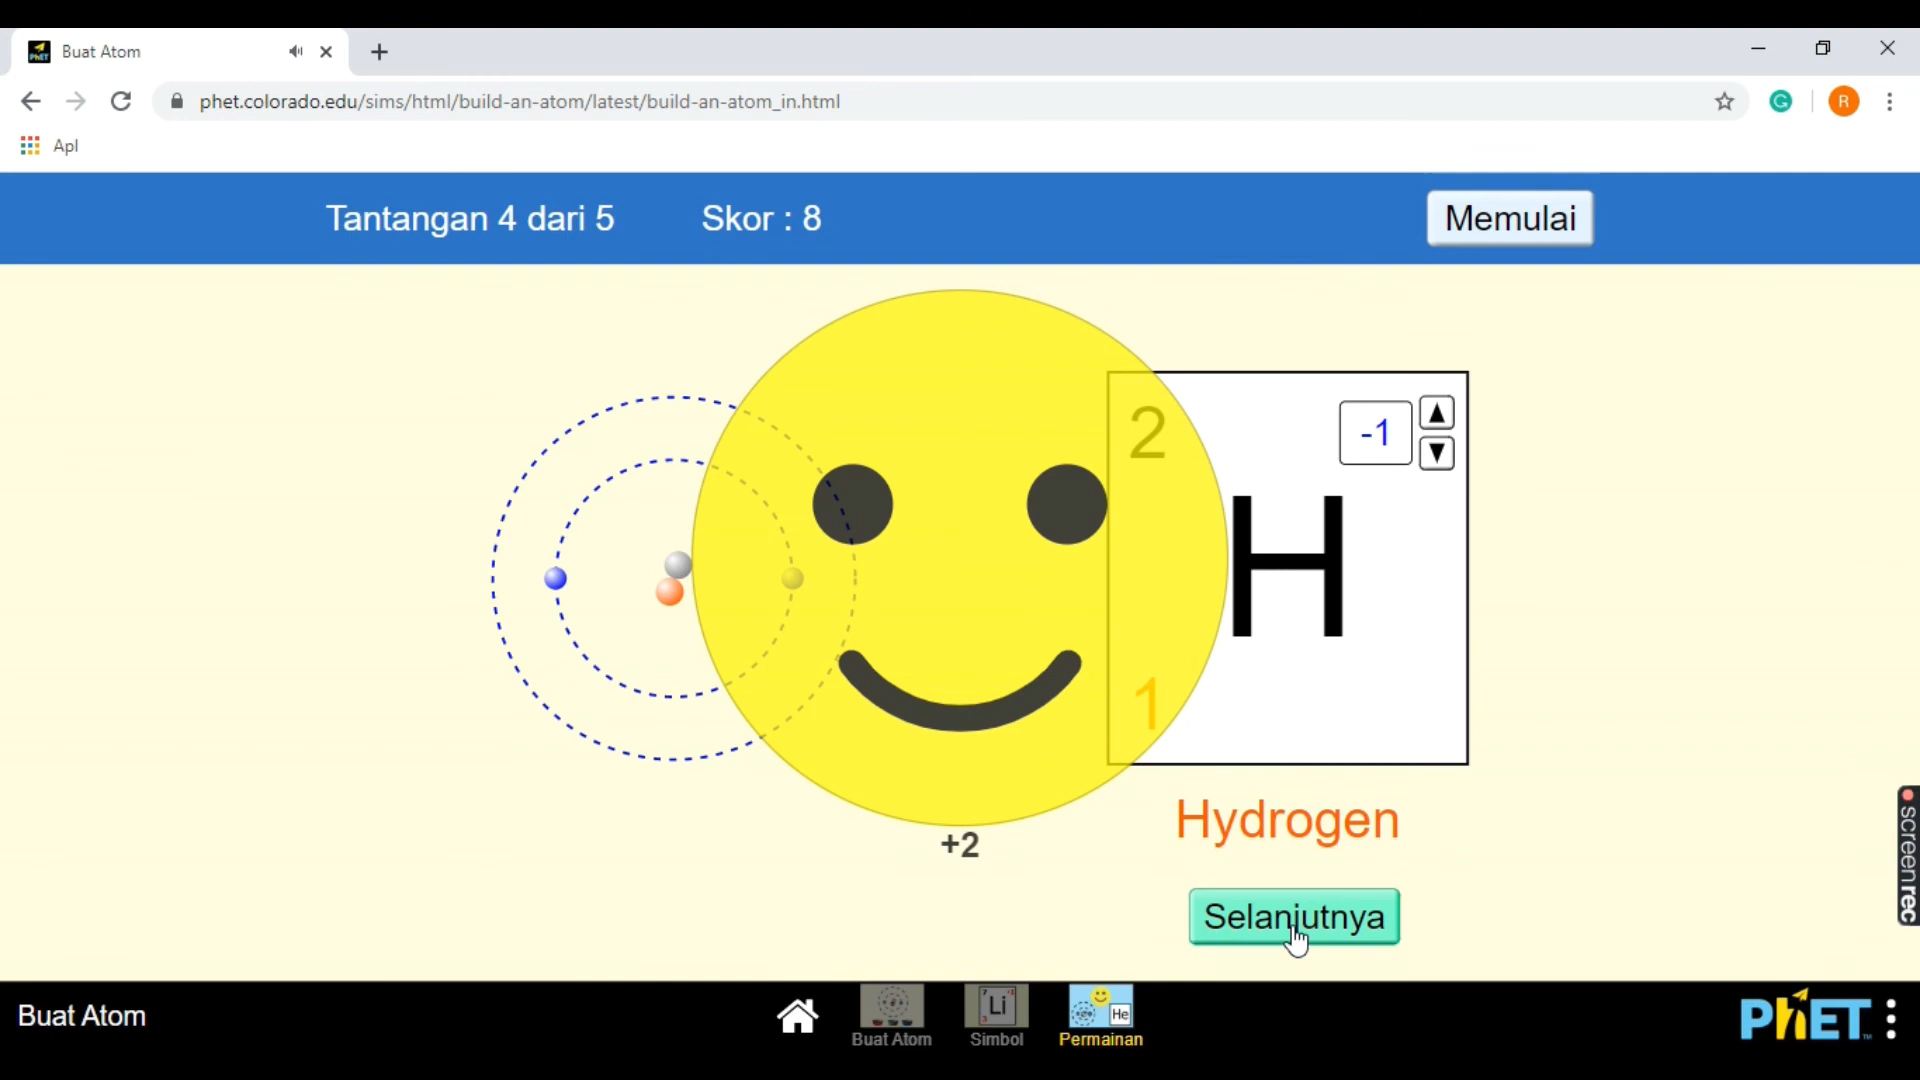 Buat Atom
phet.colorado.edu/sims/html/build-an-atom/latest/build-an-atom_in.html
R
Apl
Tantangan 4 dari 5
Skor : 8
Memulai
2
-1
H
1
Hydrogen
+2
Selanjutnya
screenrec
Buat Atom
Buat Atom
Li
Simbol
He
Permainan
PhET